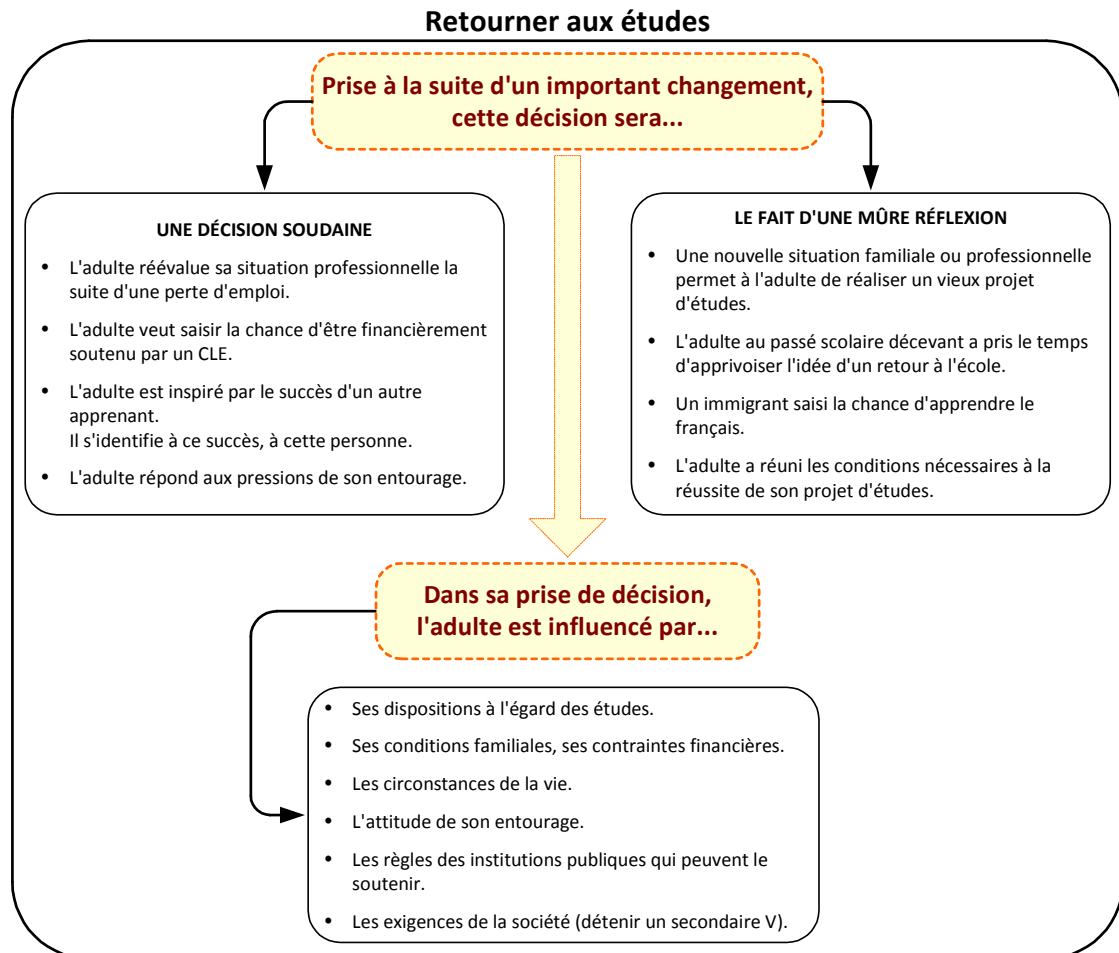 Retourner aux études
Prise à la suite d'un important changement,
cette décision sera...
UNE DÉCISION SOUDAINE
• L'adulte réévalue sa situation professionnelle la
suite d'une perte d'emploi.
• L'adulte veut saisir la chance d'être financièrement
soutenu par un CLE.
• L'adulte est inspiré par le succès d'un autre
apprenant.
Il s'identifie à ce succès, à cette personne.
• L'adulte répond aux pressions de son entourage.
LE FAIT D'UNE MÛRE RÉFLEXION
• Une nouvelle situation familiale ou professionnelle
permet à l'adulte de réaliser un vieux projet
d'études.
• L'adulte au passé scolaire décevant a pris le temps
d'apprivoiser l'idée d'un retour à l'école.
• Un immigrant saisi la chance d'apprendre le
français.
• L'adulte a réuni les conditions nécessaires à la
réussite de son projet d'études.
Dans sa prise de décision,
l'adulte est influencé par...
• Ses dispositions à l'égard des études.
• Ses conditions familiales, ses contraintes financières.
• Les circonstances de la vie.
• L'attitude de son entourage.
• Les règles des institutions publiques qui peuvent le
soutenir.
• Les exigences de la société (détenir un secondaire V).